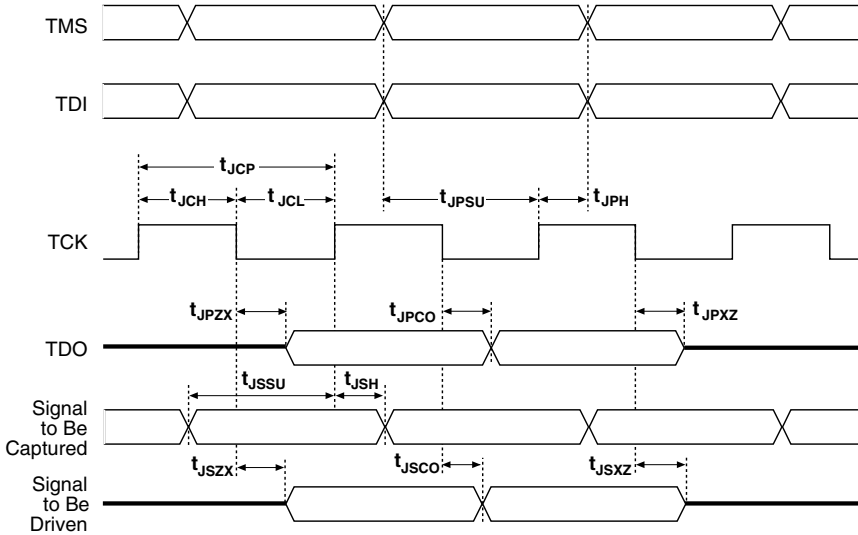 TMS
TDI
tJCP
tJCH
tJCL
tJPSU
tJPH
TCK
tJPZX
tJPCO
tJPXZ
TDO
tJSSU
tJSH
Signal
to Be
Captured
tJSZX
tJSCO
tJSXZ
Signal
to Be
Driven